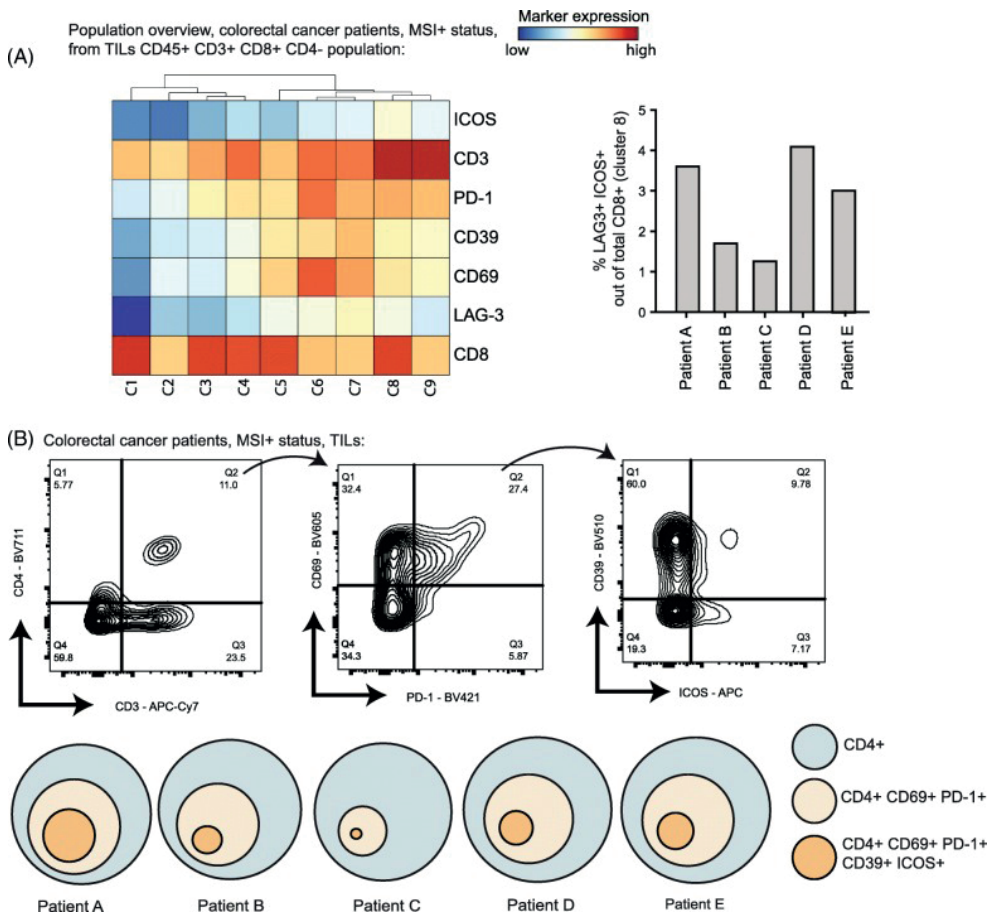 Population overview, colorectal cancer patients, MSI+ status,
from TILs CD45+ CD3+ CD8+ CD4- population:
Marker expression
low high
(A)
ICOS
CD3
PD-1
CD39
CD69
LAG-3
CD8
C1 C2 C3 C4 C5 C6 C7 C8 C9
% LAG3+ ICOS+
out of total CD8+ (cluster 8)
5
4
3
2
1
0
Patient A
Patient B
Patient C
Patient D
Patient E
(B) Colorectal cancer patients, MSI+ status, TILs:
Q1
5.77
Q2
11.0
Q4
59.8
Q3
23.5
CD4 - BV711
CD3 - APC-Cy7
Q1
32.4
Q2
27.4
Q4
34.3
Q3
5.87
CD69 - BV605
PD-1 - BV421
Q1
60.0
Q2
9.78
Q4
19.3
Q3
7.17
CD39 - BV510
ICOS - APC
CD4+
CD4+ CD69+ PD-1+
CD4+ CD69+ PD-1+
CD39+ ICOS+
Patient A Patient B Patient C Patient D Patient E